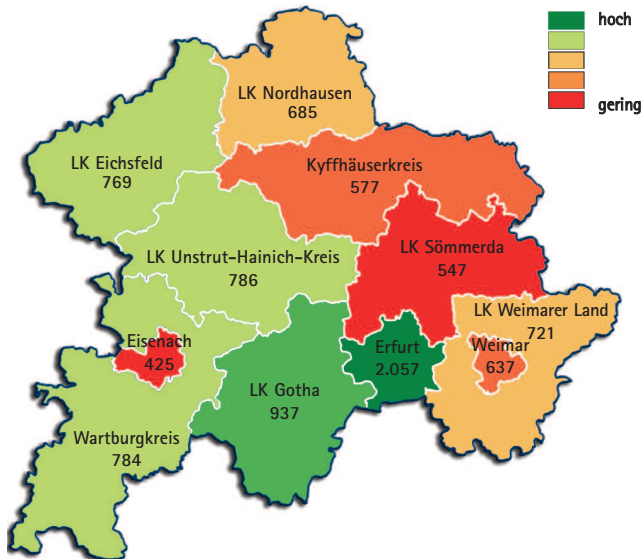 hoch
gering
LK Nordhausen
685
LK Eichsfeld
769
Kyffhäuserkreis
577
LK Unstrut-Hainich-Kreis
786
LK Sömmerda
547
LK Weimarer Land
721
Eisenach
425
Erfurt
2.057
Weimar
637
LK Gotha
937
Wartburgkreis
784